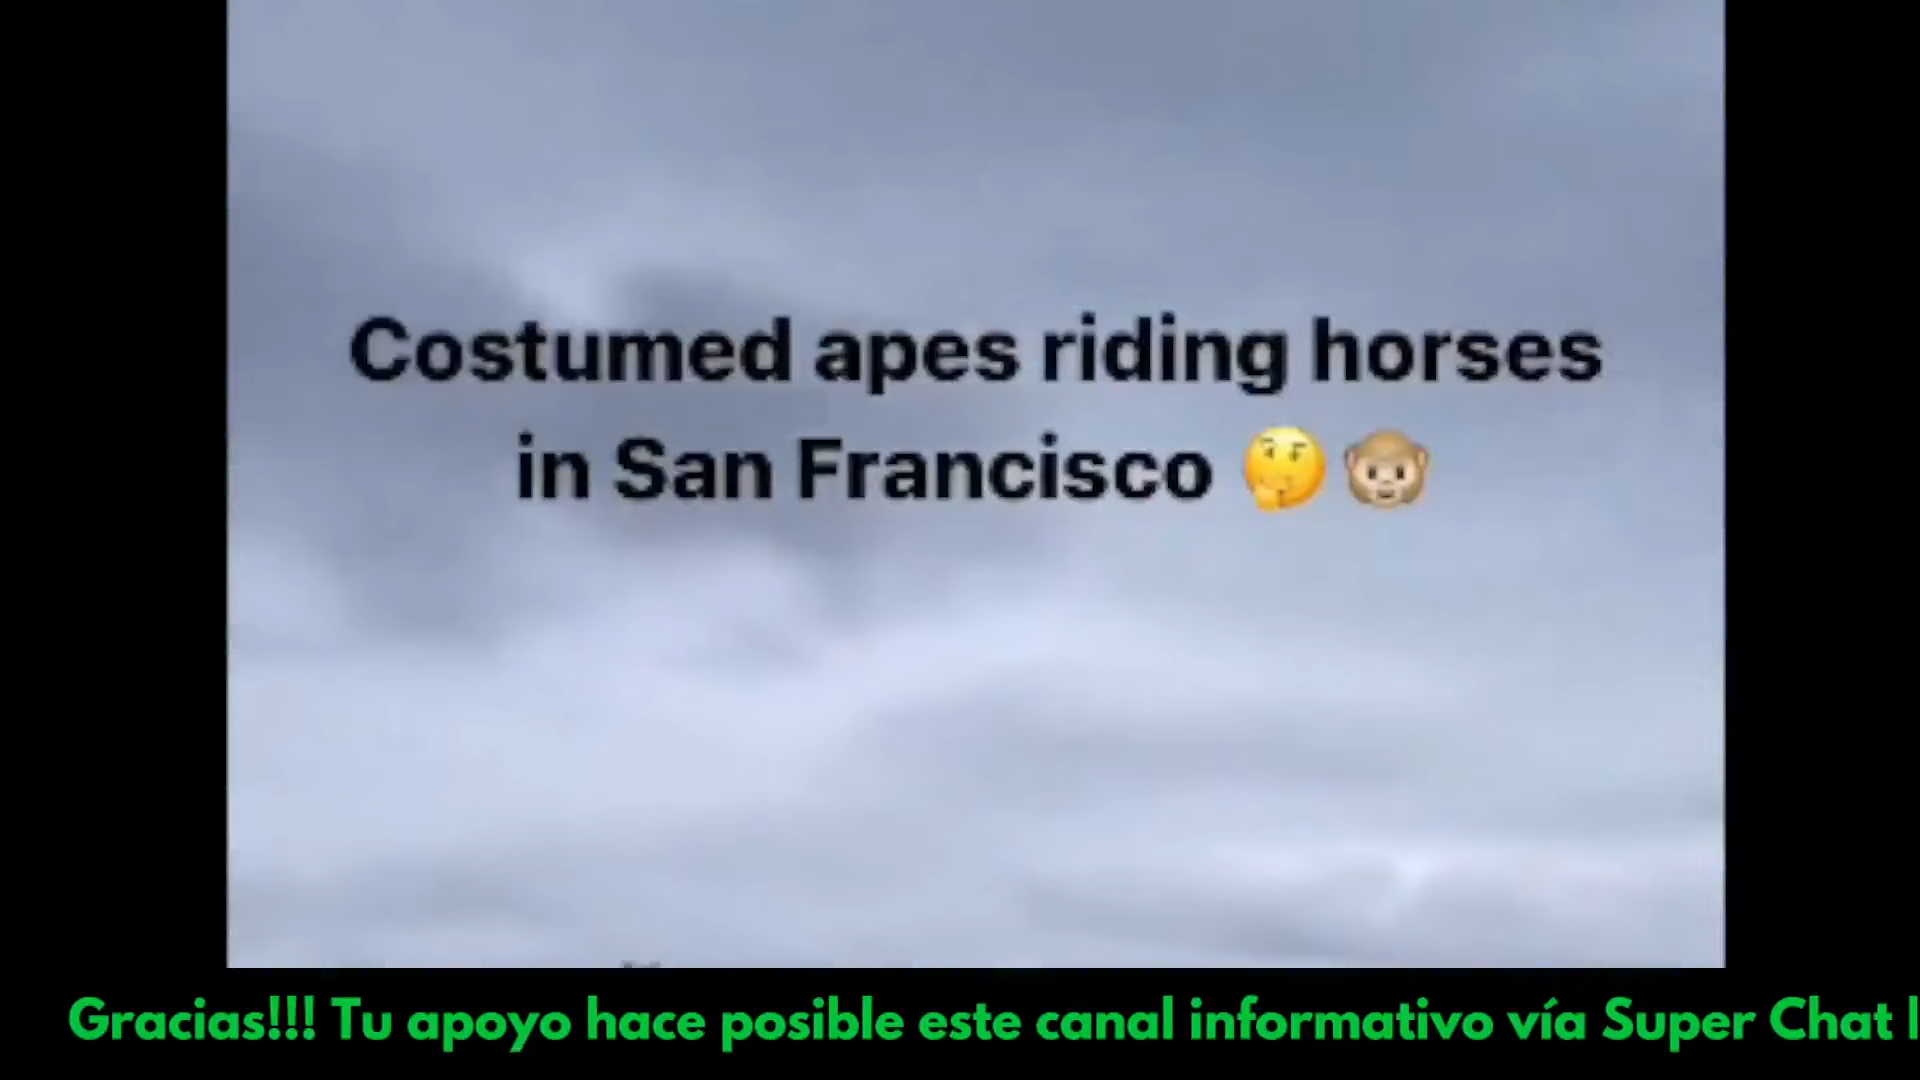 Costumed apes riding horses
in San Francisco 🤔🐵
Gracias!!! Tu apoyo hace posible este canal informativo vía Super Chat